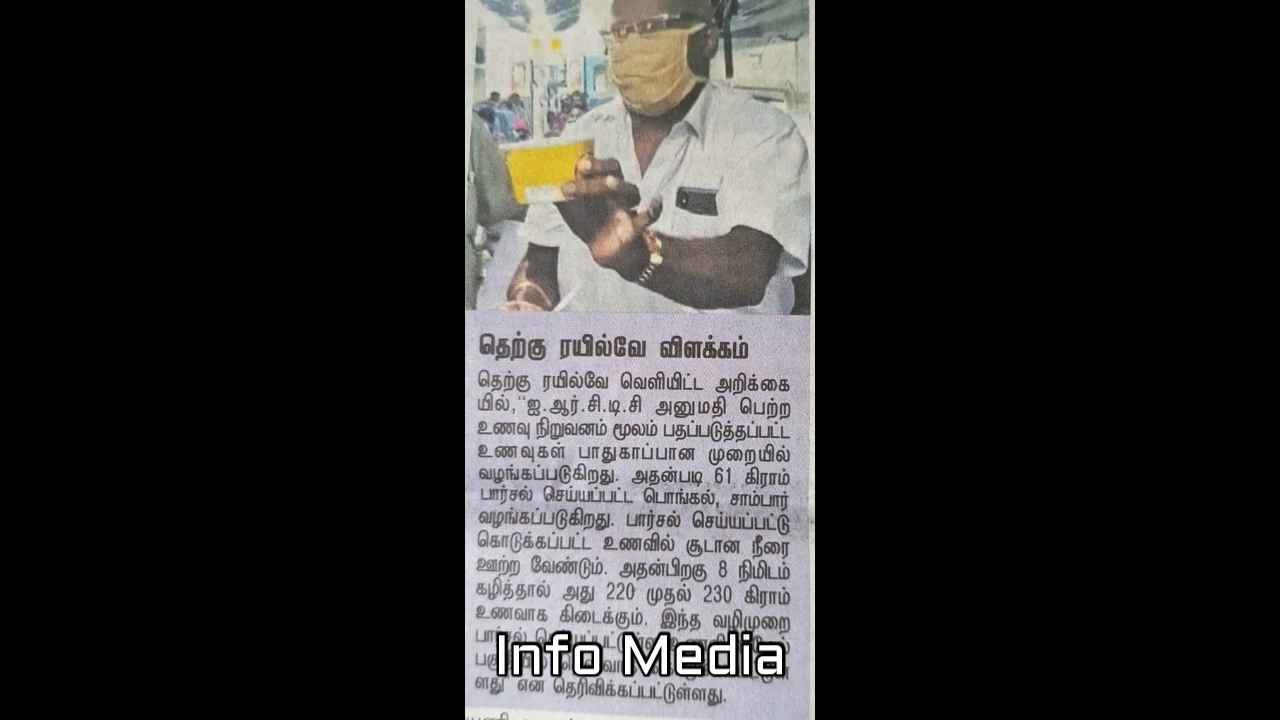 தெற்கு ரயில்வே விளக்கம்
தெற்கு ரயில்வே வெளியிட்ட அறிக்கை
யில்,“ஐ.ஆர்.சி.டி.சி அனுமதி பெற்ற
உணவு நிறுவனம் மூலம் பதப்படுத்தப்பட்ட
உணவுகள் பாதுகாப்பான முறையில்
வழங்கப்படுகிறது. அதன்படி 61 கிராம்
பார்சல் செய்யப்பட்ட பொங்கல், சாம்பார்
வழங்கப்படுகிறது. பார்சல் செய்யப்பட்டு
கொடுக்கப்பட்ட உணவில் சூடான நீரை
ஊற்ற வேண்டும். அதன்பிறகு 8 நிமிடம்
கழித்தால் அது 220 முதல் 230 கிராம்
உணவாக கிடைக்கும். இந்த வழிமுறை
பார்சல்
Info Media
ளது' என தெரிவிக்கப்பட்டுள்ளது.